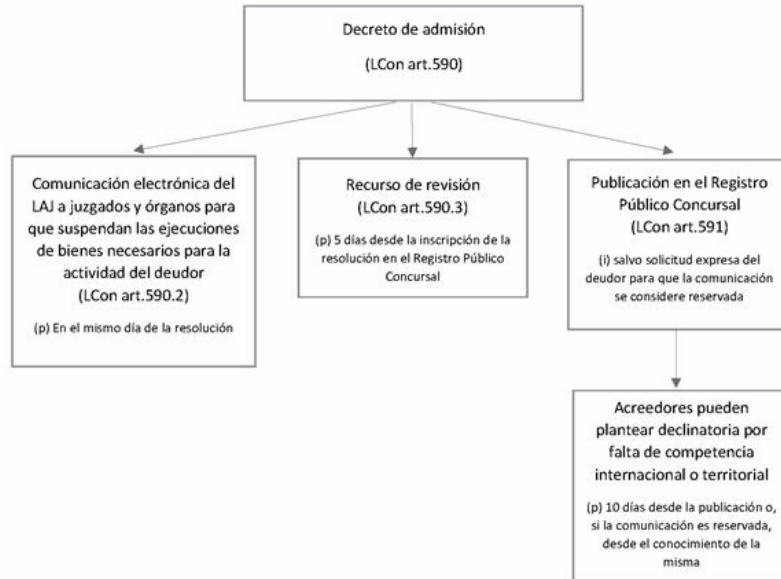 Decreto de admisión
(LCon art.590)
Comunicación electrónica del
LAJ a juzgados y órganos para
que suspendan las ejecuciones
de bienes necesarios para la
actividad del deudor
(LCon art.590.2)
(p) En el mismo día de la resolución
Recurso de revisión
(LCon art.590.3)
(p) 5 días desde la inscripción de la
resolución en el Registro Público
Concursal
Publicación en el Registro
Público Concursal
(LCon art.591)
(i) salvo solicitud expresa del
deudor para que la comunicación
se considere reservada
Acreedores pueden
plantear declinatoria por
falta de competencia
internacional o territorial
(p) 10 días desde la publicación o,
si la comunicación es reservada,
desde el conocimiento de la
misma